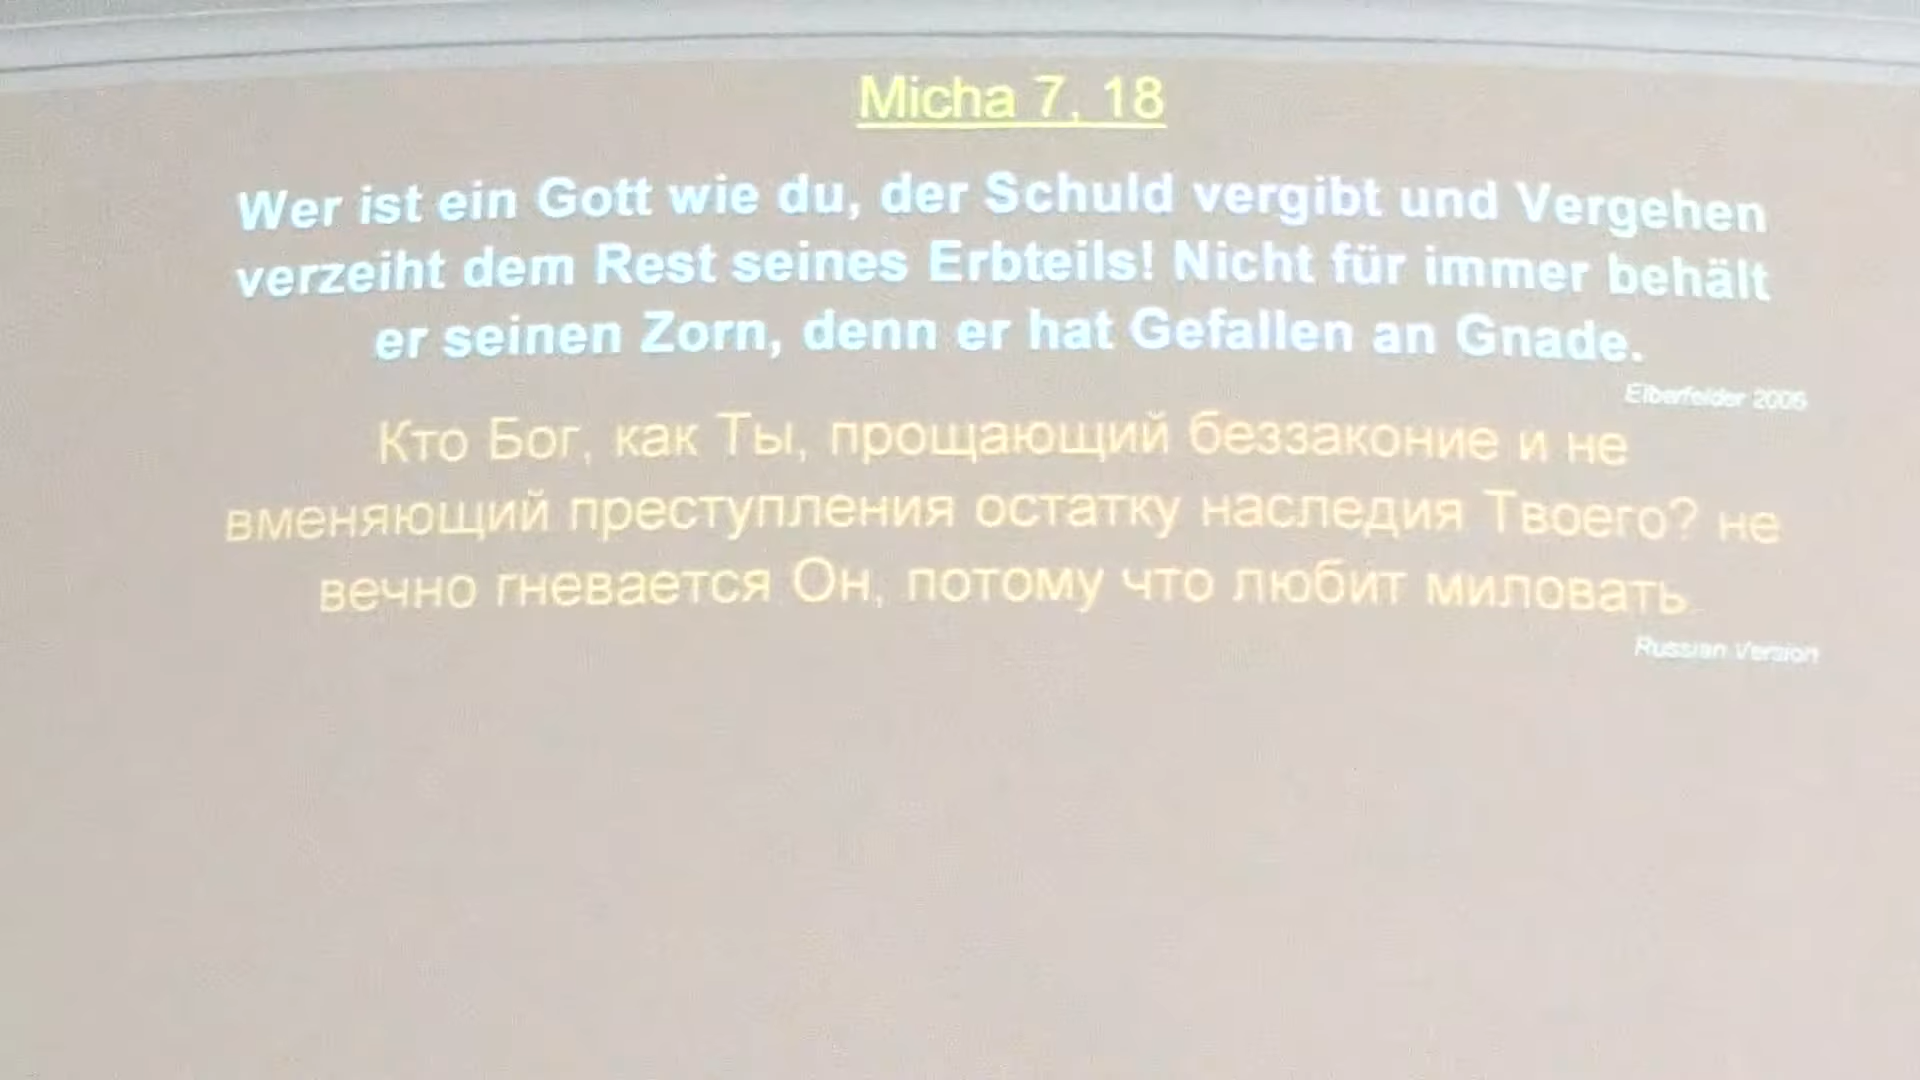 Micha 7, 18
Wer ist ein Gott wie du, der Schuld vergibt und Vergehen
verzeiht dem Rest seines Erbteils! Nicht für immer behält
er seinen Zorn, denn er hat Gefallen an Gnade.
Elberfelder 2006
Кто Бог, как Ты, прощающий беззаконие и не
вменяющий преступления остатку наследия Твоего? не
вечно гневается Он, потому что любит миловать.
Russian Version